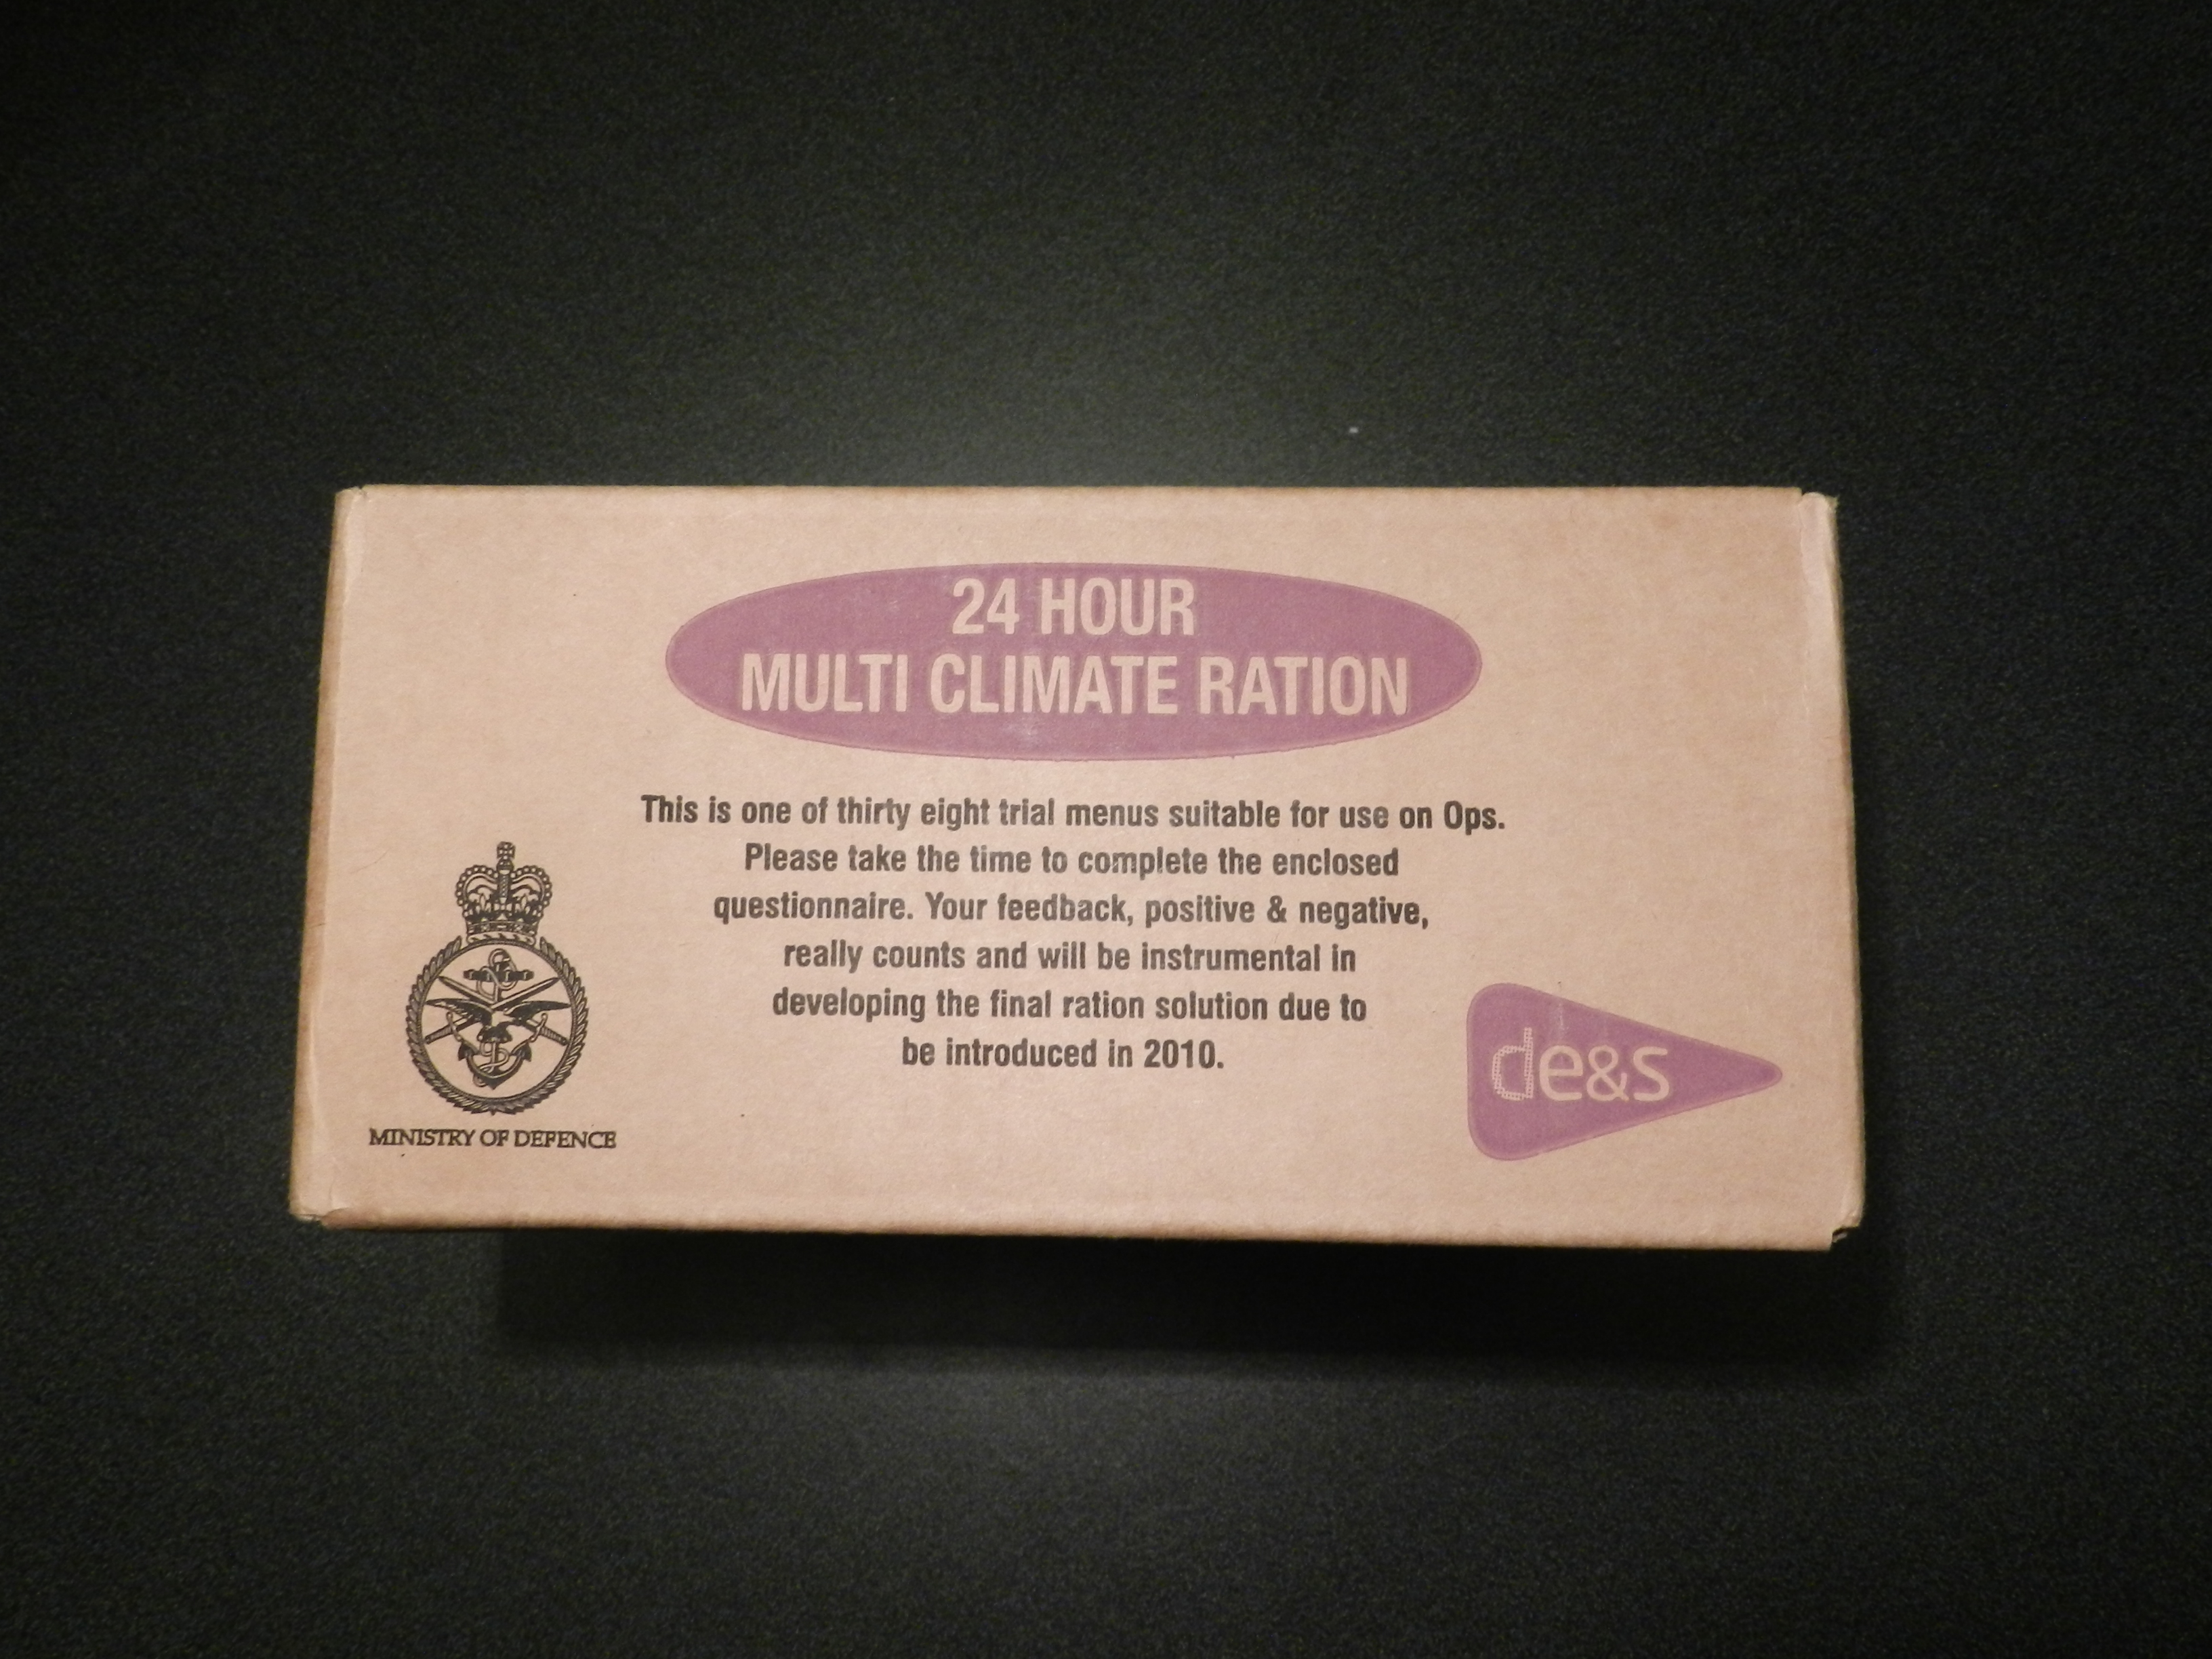 24 HOUR
MULTI CLIMATE RATION
This is one of thirty eight trial menus suitable for use on Ops.
Please take the time to complete the enclosed
questionnaire. Your feedback, positive & negative,
really counts and will be instrumental in
developing the final ration solution due to
be introduced in 2010.
MINISTRY OF DEFENCE
de&s